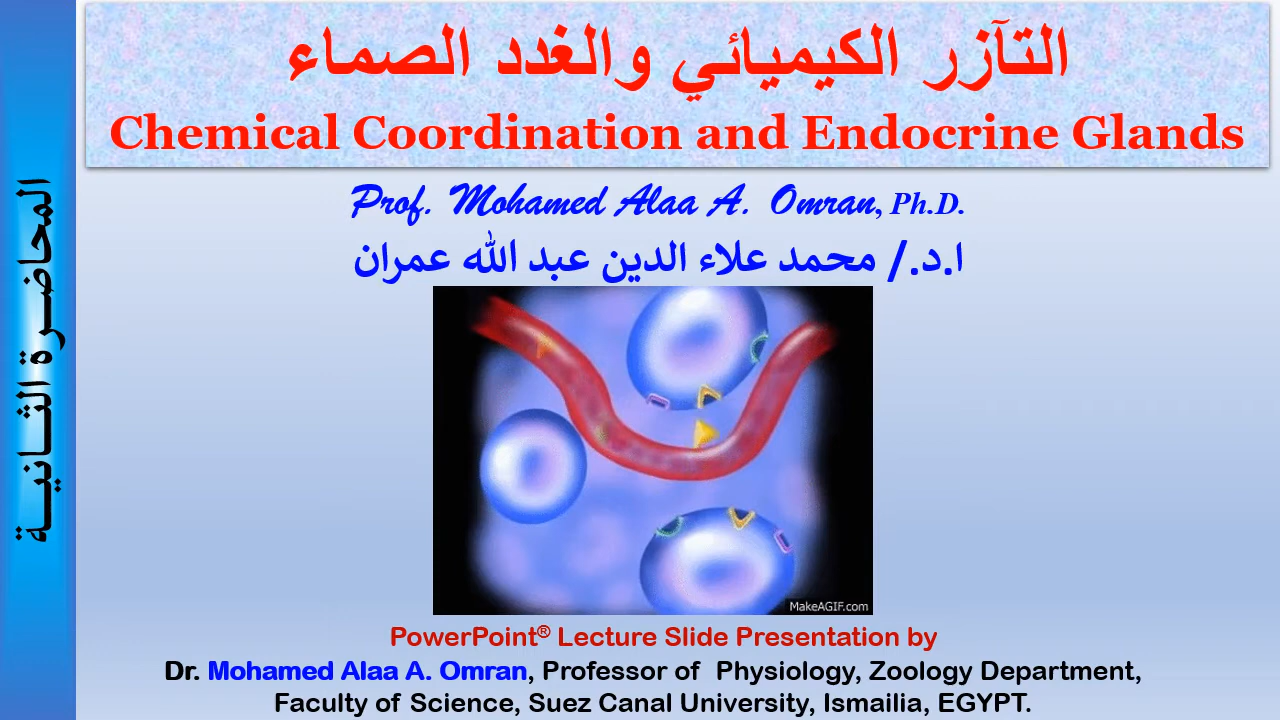 التآزر الكيميائي والغدد الصماء
Chemical Coordination and Endocrine Glands
Prof. Mohamed Alaa A. Omran, Ph.D.
ا.د./ محمد علاء الدين عبد الله عمران
المحاضرة الثانية
MakeAGIF.com
PowerPoint® Lecture Slide Presentation by
Dr. Mohamed Alaa A. Omran, Professor of Physiology, Zoology Department,
Faculty of Science, Suez Canal University, Ismailia, EGYPT.